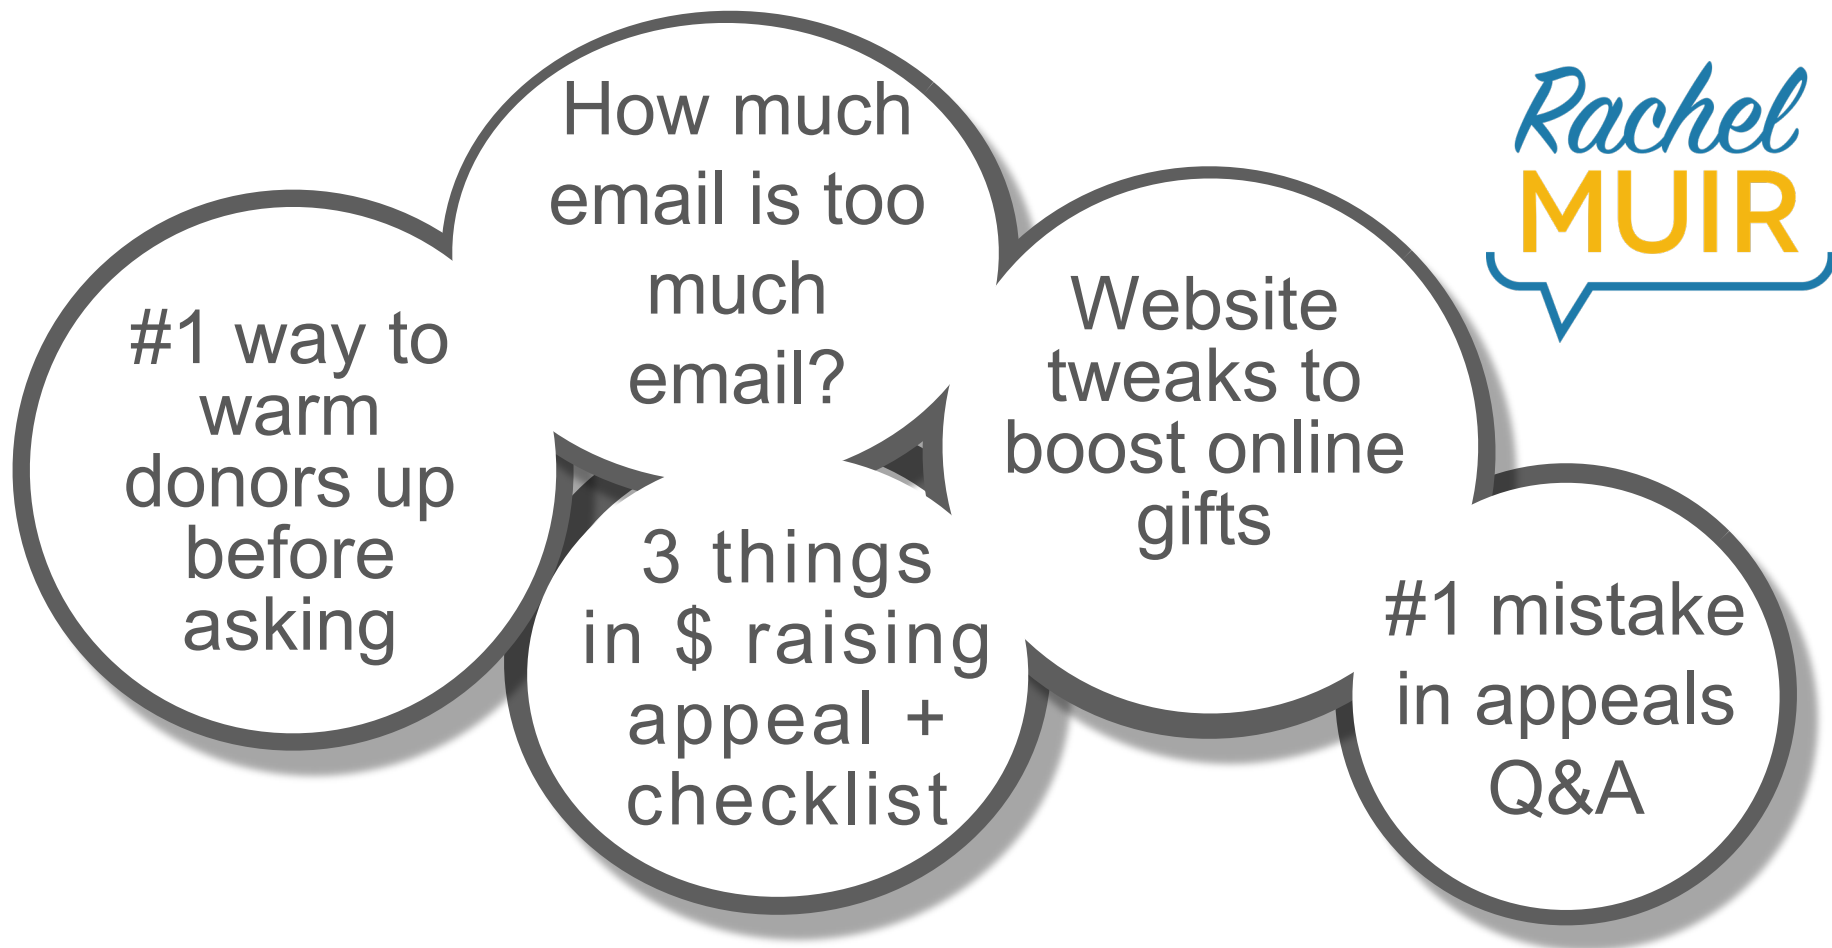 #1 way to
warm
donors up
before
asking
How much
email is too
much
email?
3 things
in $ raising
appeal +
checklist
Website
tweaks to
boost online
gifts
#1 mistake
in appeals
Q&A
Rachel
MUIR